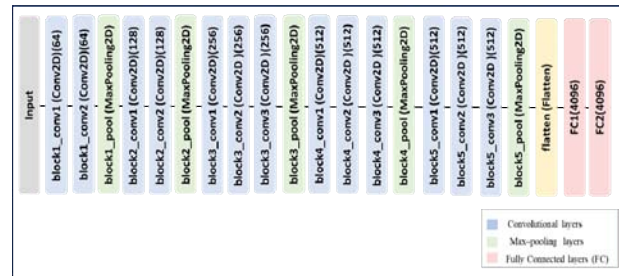 Input
block1_conv1 (Conv2D)(64)
block1_conv2 (Conv2D)(64)
block1_pool (MaxPooling2D)
block2_conv1 (Conv2D)(128)
block2_conv2 (Conv2D)(128)
block2_pool (MaxPooling2D)
block3_conv1 (Conv2D)(256)
block3_conv2 (Conv2D)(256)
block3_conv3 (Conv2D)(256)
block3_pool (MaxPooling2D)
block4_conv1 (Conv2D)(512)
block4_conv2 (Conv2D)(512)
block4_conv3 (Conv2D)(512)
block4_pool (MaxPooling2D)
block5_conv1 (Conv2D)(512)
block5_conv2 (Conv2D)(512)
block5_conv3 (Conv2D)(512)
block5_pool (MaxPooling2D)
flatten (Flatten)
FC1(4096)
FC2(4096)
Convolutional layers
Max-pooling layers
Fully Connected layers (FC)